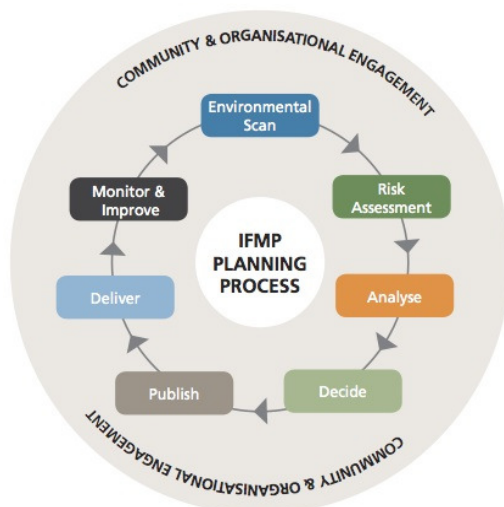 COMMUNITY & ORGANISATIONAL ENGAGEMENT
Environmental
Scan
Risk
Assessment
Analyse
Decide
Publish
Deliver
Monitor &
Improve
IFMP
PLANNING
PROCESS
COMMUNITY & ORGANISATIONAL ENGAGEMENT